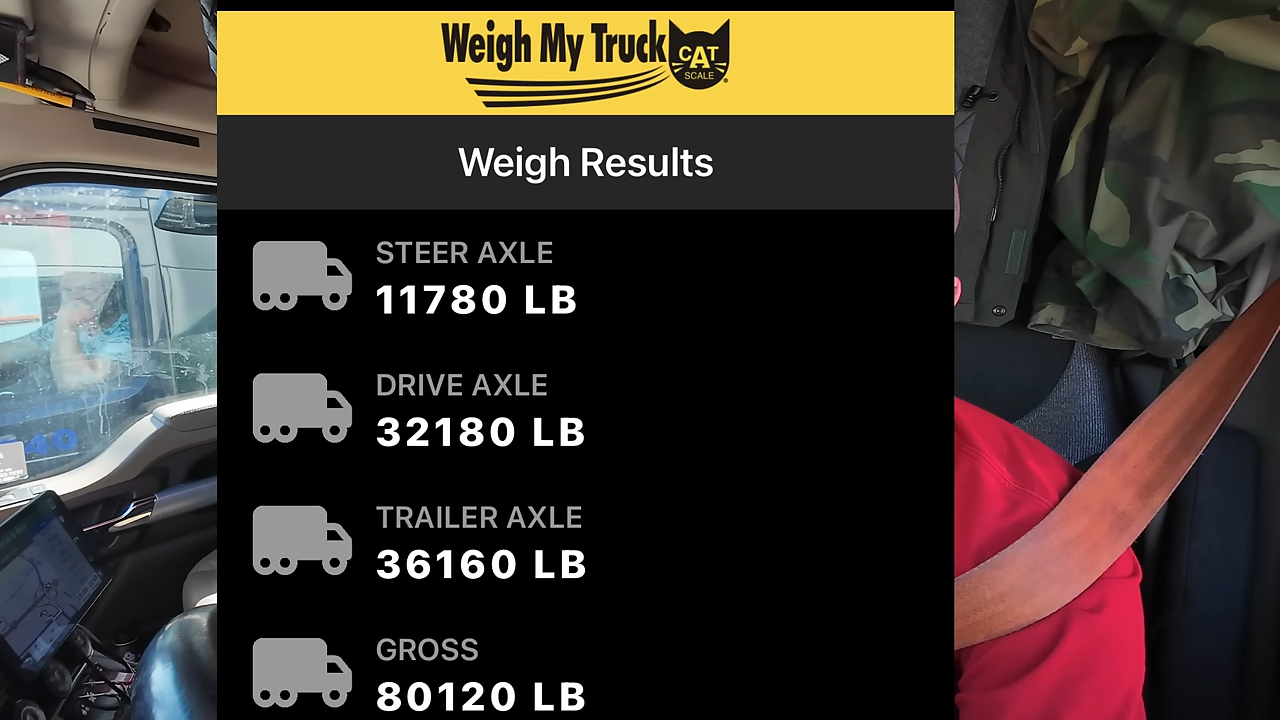 Weigh My Truck
CAT
SCALE
Weigh Results
STEER AXLE
11780 LB
DRIVE AXLE
32180 LB
TRAILER AXLE
36160 LB
GROSS
80120 LB